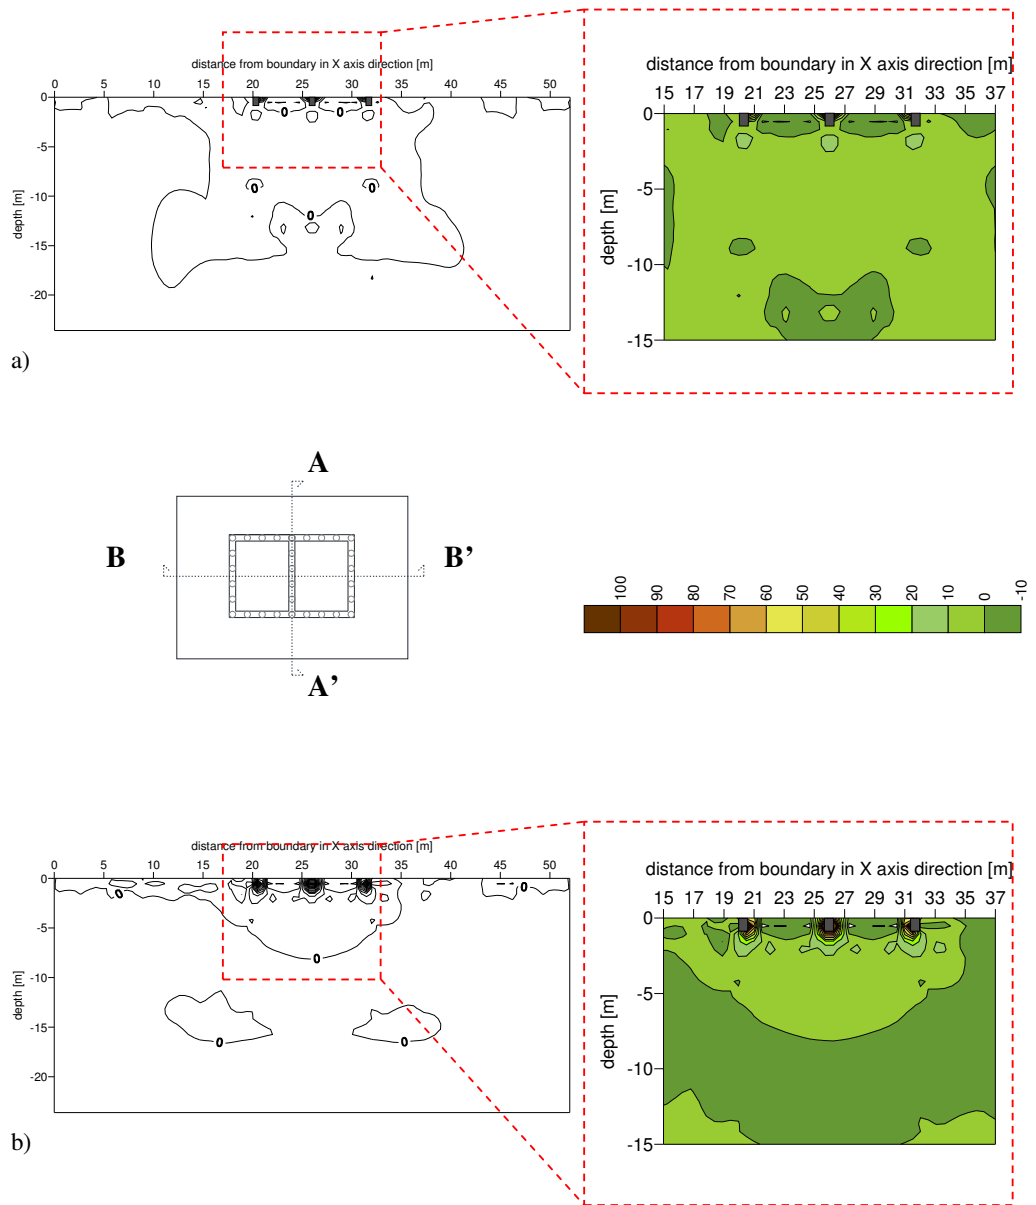 distance from boundary in X axis direction [m]
0 5 10 15 20 25 30 35 40 45 50
0
-5
-10
-15
-20
depth [m]
0 0
0 0
0
distance from boundary in X axis direction [m]
15 17 19 21 23 25 27 29 31 33 35 37
0
-5
-10
-15
depth [m]
a)
A
B B’
A’
100 90 80 70 60 50 40 30 20 10 0 -10
distance from boundary in X axis direction [m]
0 5 10 15 20 25 30 35 40 45 50
0
-5
-10
-15
-20
depth [m]
0 0
0
0 0
distance from boundary in X axis direction [m]
15 17 19 21 23 25 27 29 31 33 35 37
0
-5
-10
-15
depth [m]
b)